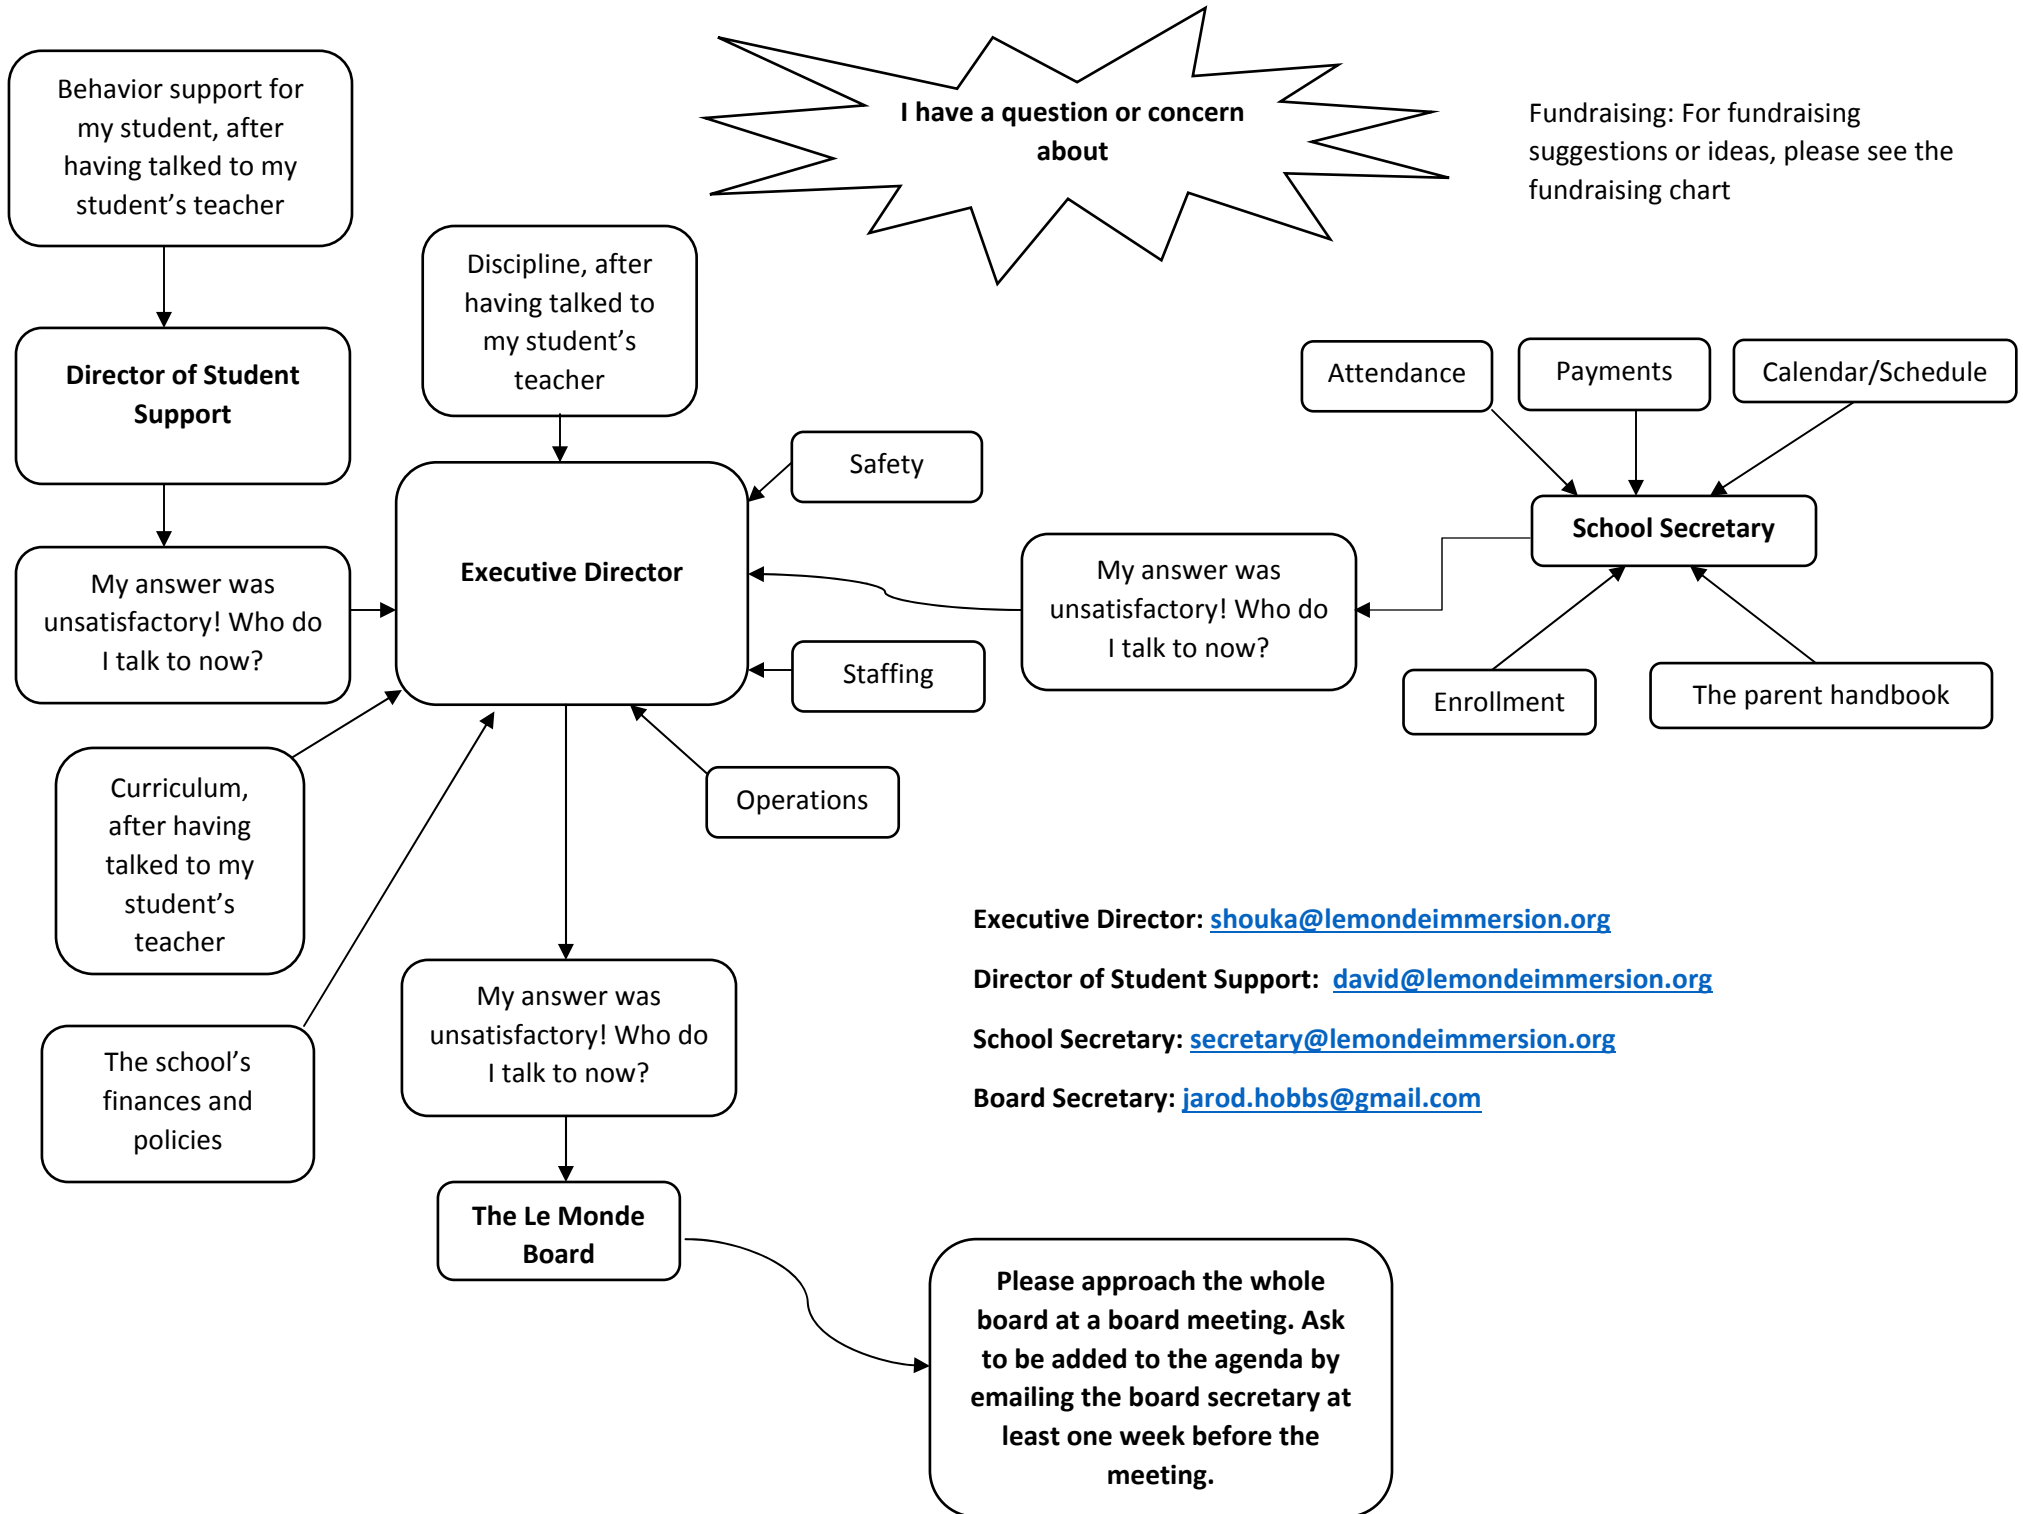 I have a question or concern
about
Fundraising: For fundraising
suggestions or ideas, please see the
fundraising chart
Behavior support for
my student, after
having talked to my
student’s teacher
Discipline, after
having talked to
my student’s
teacher
Director of Student
Support
Attendance
Payments
Calendar/Schedule
Safety
School Secretary
Executive Director
My answer was
unsatisfactory! Who do
I talk to now?
My answer was
unsatisfactory! Who do
I talk to now?
Staffing
Enrollment
The parent handbook
Curriculum,
after having
talked to my
student’s
teacher
Operations
Executive Director: shouka@lemondeimmersion.org
Director of Student Support:  david@lemondeimmersion.org
School Secretary: secretary@lemondeimmersion.org
Board Secretary: jarod.hobbs@gmail.com
My answer was
unsatisfactory! Who do
I talk to now?
The school’s
finances and
policies
The Le Monde
Board
Please approach the whole
board at a board meeting. Ask
to be added to the agenda by
emailing the board secretary at
least one week before the
meeting.